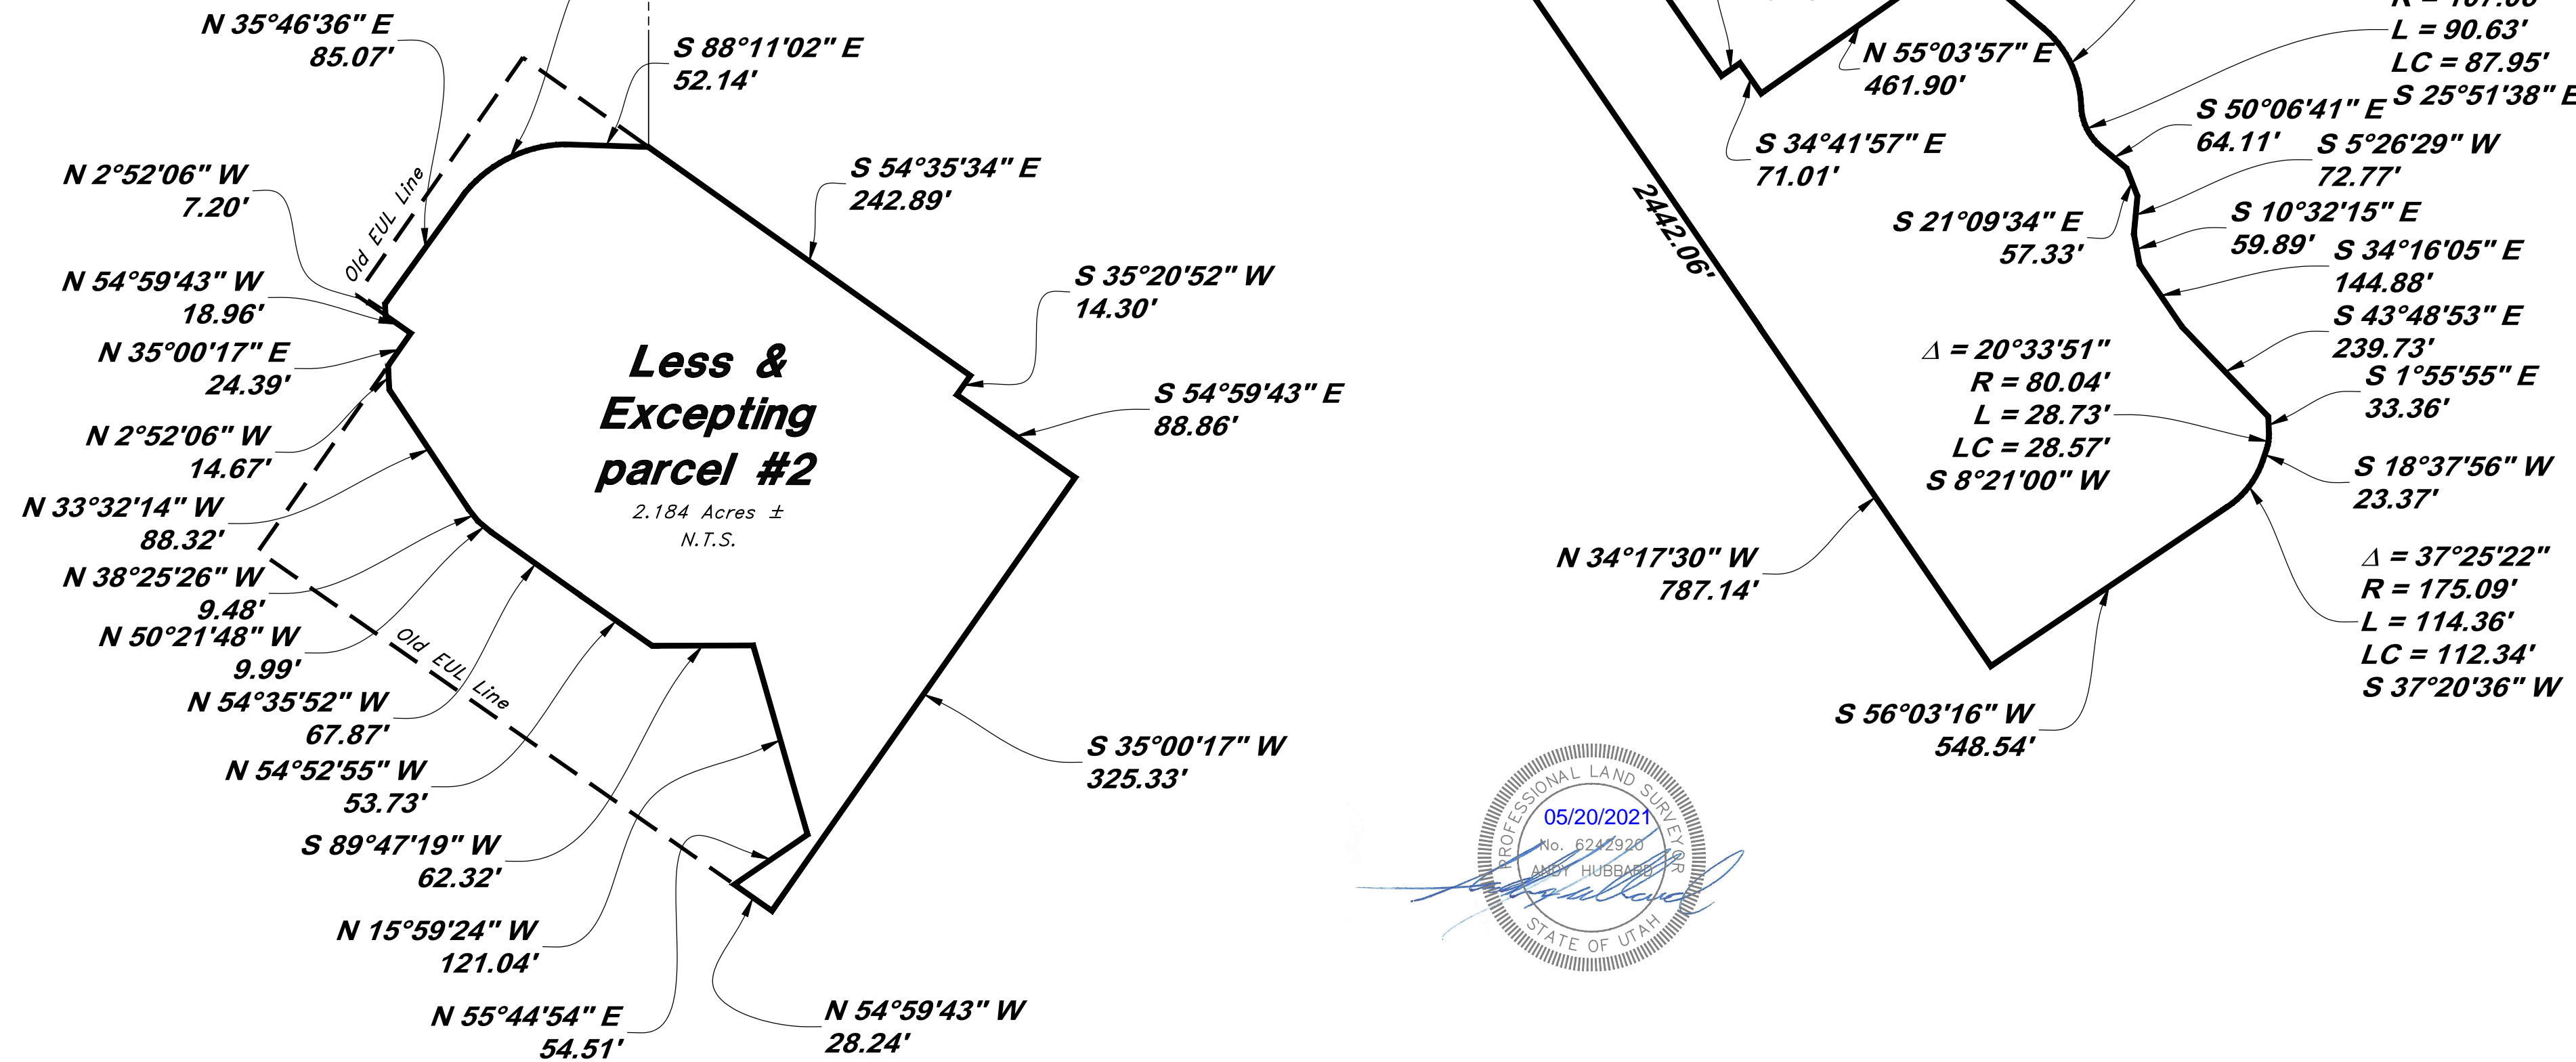 N 35°46'36" E
85.07'
S 88°11'02" E
52.14'
N 2°52'06" W
7.20'
Old EUL Line
S 54°35'34" E
242.89'
N 54°59'43" W
18.96'
S 35°20'52" W
14.30'
N 35°00'17" E
24.39'
Less &
Excepting
parcel #2
2.184 Acres ±
N.T.S.
S 54°59'43" E
88.86'
N 2°52'06" W
14.67'
N 33°32'14" W
88.32'
N 38°25'26" W
9.48'
N 50°21'48" W
9.99'
Old EUL Line
N 54°35'52" W
67.87'
N 54°52'55" W
53.73'
S 35°00'17" W
325.33'
S 89°47'19" W
62.32'
N 15°59'24" W
121.04'
N 55°44'54" E
54.51'
N 54°59'43" W
28.24'
L = 90.63'
LC = 87.95'
S 25°51'38" E
N 55°03'57" E
461.90'
S 34°41'57" E
71.01'
S 50°06'41" E
64.11'
S 5°26'29" W
72.77'
2442.06'
S 21°09'34" E
57.33'
S 10°32'15" E
59.89'
S 34°16'05" E
144.88'
S 43°48'53" E
239.73'
S 1°55'55" E
33.36'
Δ = 20°33'51"
R = 80.04'
L = 28.73'
LC = 28.57'
S 8°21'00" W
S 18°37'56" W
23.37'
N 34°17'30" W
787.14'
Δ = 37°25'22"
R = 175.09'
L = 114.36'
LC = 112.34'
S 37°20'36" W
S 56°03'16" W
548.54'
PROFESSIONAL LAND SURVEYOR
05/20/2021
No. 6242920
ANDY HUBBARD
STATE OF UTAH